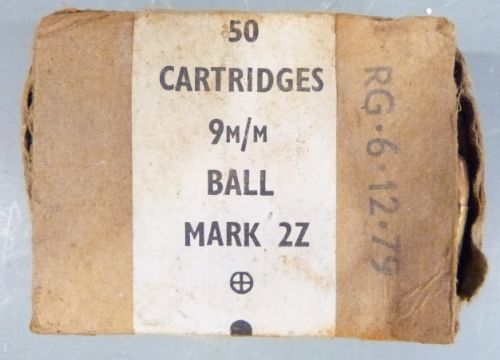 50
CARTRIDGES
9M/M
BALL
MARK 2Z
RG·6·12·79